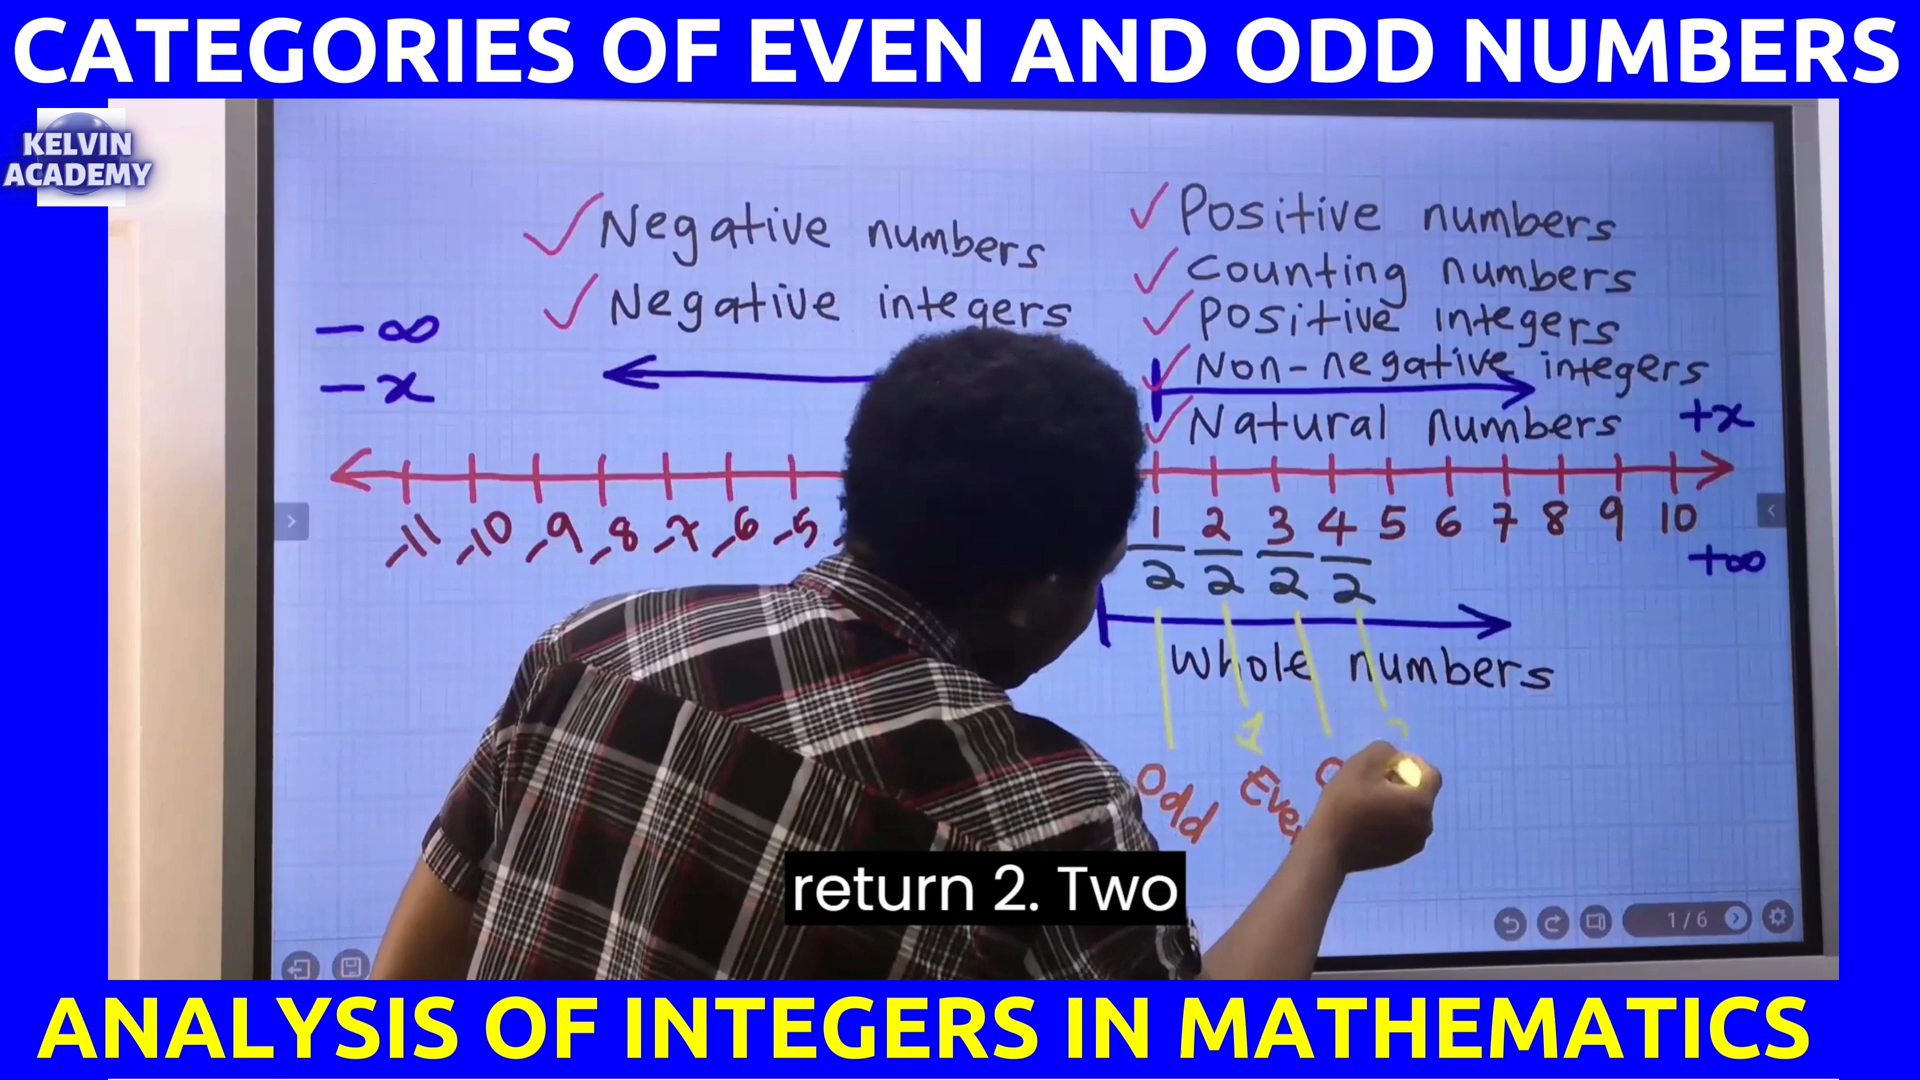 CATEGORIES OF EVEN AND ODD NUMBERS
KELVIN
ACADEMY
✓ Negative numbers
✓ Negative integers
✓ Positive numbers
✓ Counting numbers
✓ Positive integers
✓ Non-negative integers
✓ Natural numbers
-∞
-x
+x
-11 -10 -9 -8 -7 -6 -5
1 2 3 4 5 6 7 8 9 10
2 2 2 2
+∞
Whole numbers
1
Odd
return 2. Two
1/6
ANALYSIS OF INTEGERS IN MATHEMATICS